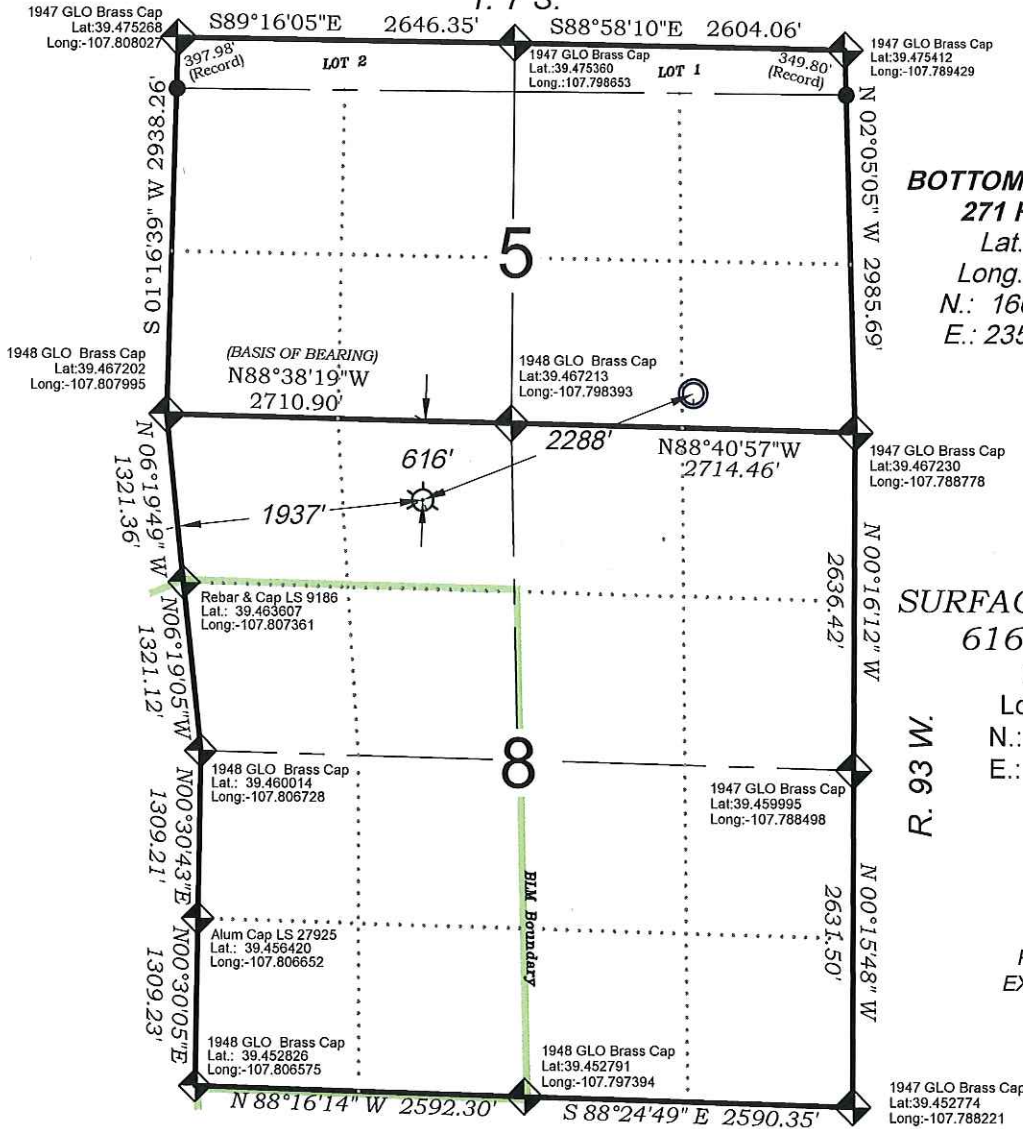 T. 7 S.
1947 GLO Brass Cap
Lat:39.475268
Long:-107.808027
S89°16'05"E 2646.35'
S88°58'10"E 2604.06'
397.98'
(Record)
LOT 2
1947 GLO Brass Cap
Lat.:39.475360
Long.:107.798653
LOT 1
349.80'
(Record)
1947 GLO Brass Cap
Lat:39.475412
Long:-107.789429
S 01°16'39" W 2938.26'
N 02°05'05" W 2985.69'
5
BOTTOM
271
Lat.
Long.
N.: 16
E.: 235
1948 GLO Brass Cap
Lat:39.467202
Long:-107.807995
(BASIS OF BEARING)
N88°38'19"W
2710.90'
1948 GLO Brass Cap
Lat:39.467213
Long:-107.798393
2288'
N88°40'57"W
2714.46'
1947 GLO Brass Cap
Lat:39.467230
Long:-107.788778
616'
1937'
N 06°19'49" W
1321.36'
N 00°16'12" W
2636.42'
Rebar & Cap LS 9186
Lat.: 39.463607
Long:-107.807361
SURFAC
616
Lo
N.:
E.:
R. 93 W.
N06°19'05"W
1321.12'
8
1948 GLO Brass Cap
Lat.: 39.460014
Long:-107.806728
1947 GLO Brass Cap
Lat:39.459995
Long:-107.788498
N00°30'43"E
1309.21'
BLM Boundary
N 00°15'48" W
2631.50'
Alum Cap LS 27925
Lat.: 39.456420
Long:-107.806652
EX
N00°30'05"E
1309.23'
1948 GLO Brass Cap
Lat.: 39.452826
Long:-107.806575
1948 GLO Brass Cap
Lat:39.452791
Long:-107.797394
N 88°16'14" W 2592.30'
S 88°24'49" E 2590.35'
1947 GLO Brass Cap
Lat:39.452774
Long:-107.788221